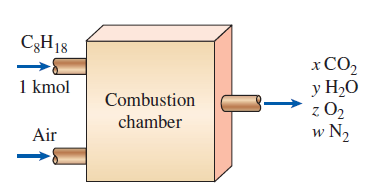 C₈H₁₈
1 kmol
Air
Combustion
chamber
x CO₂
y H₂O
z O₂
w N₂